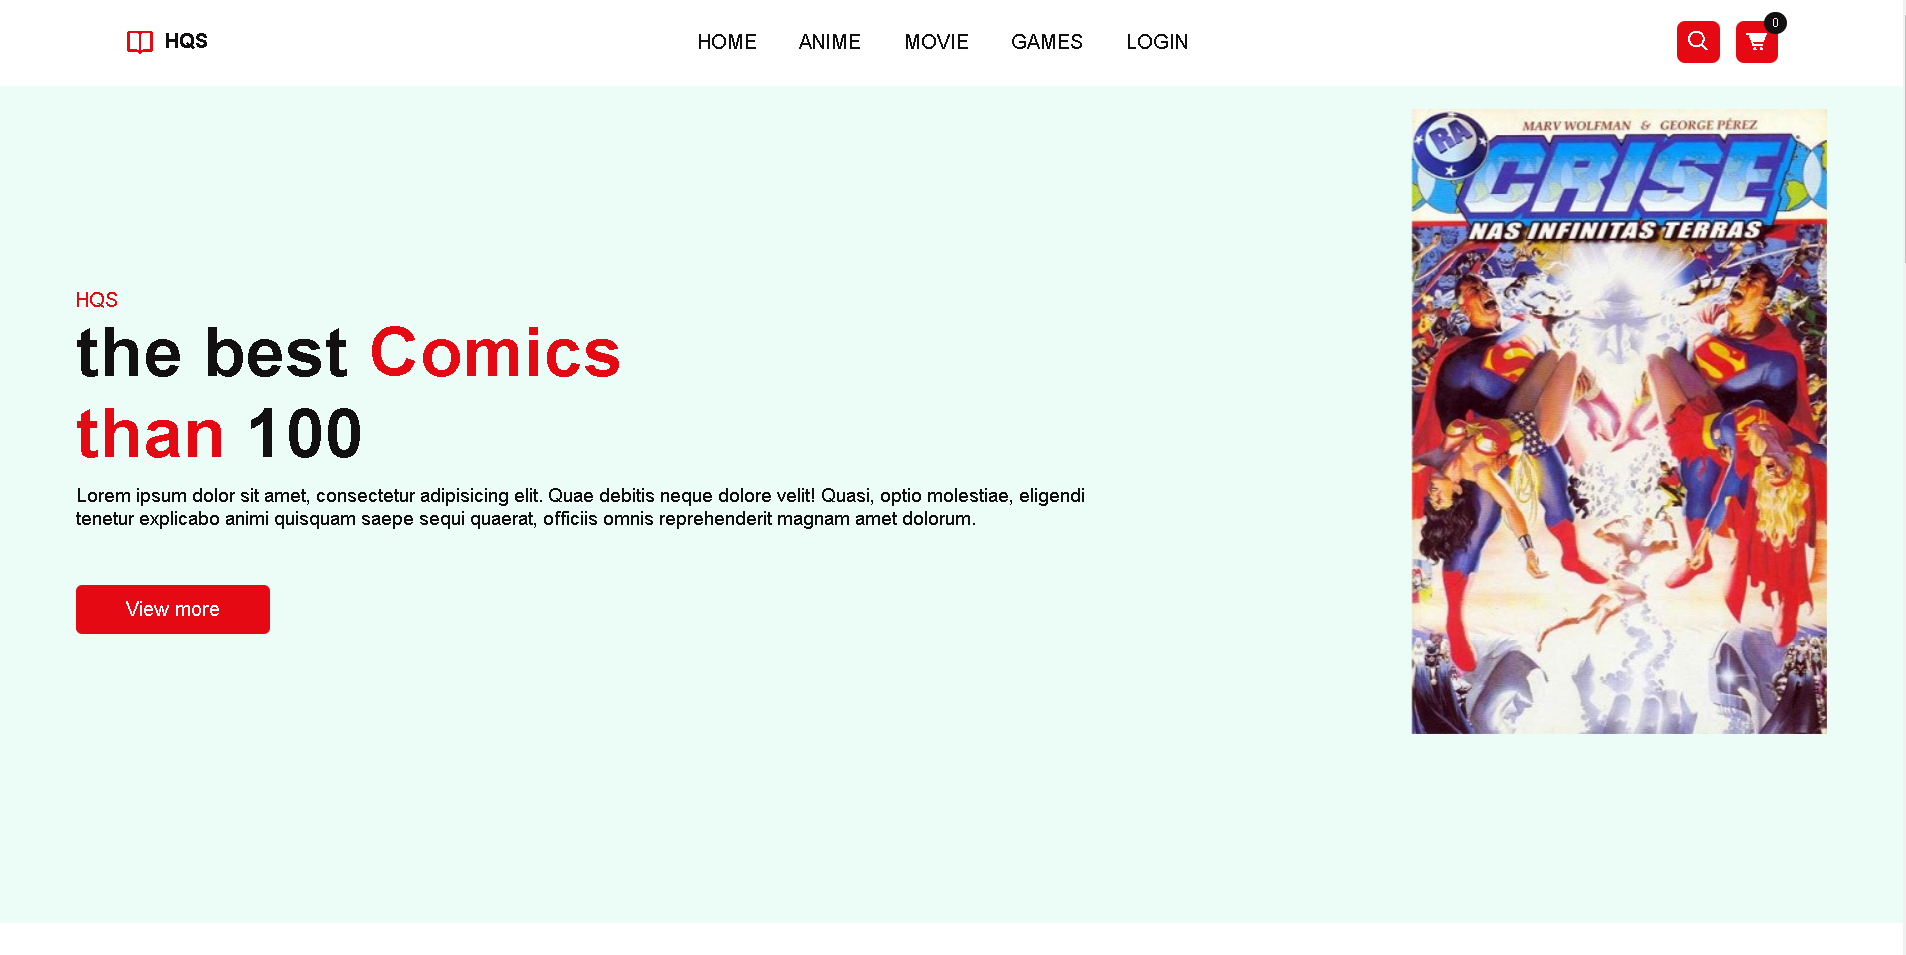 HQS
HOME ANIME MOVIE GAMES LOGIN
0
HQS
the best Comics
than 100
Lorem ipsum dolor sit amet, consectetur adipisicing elit. Quae debitis neque dolore velit! Quasi, optio molestiae, eligendi
tenetur explicabo animi quisquam saepe sequi quaerat, officiis omnis reprehenderit magnam amet dolorum.
View more
MARV WOLFMAN & GEORGE PÉREZ
RA
CRISE
NAS INFINITAS TERRAS